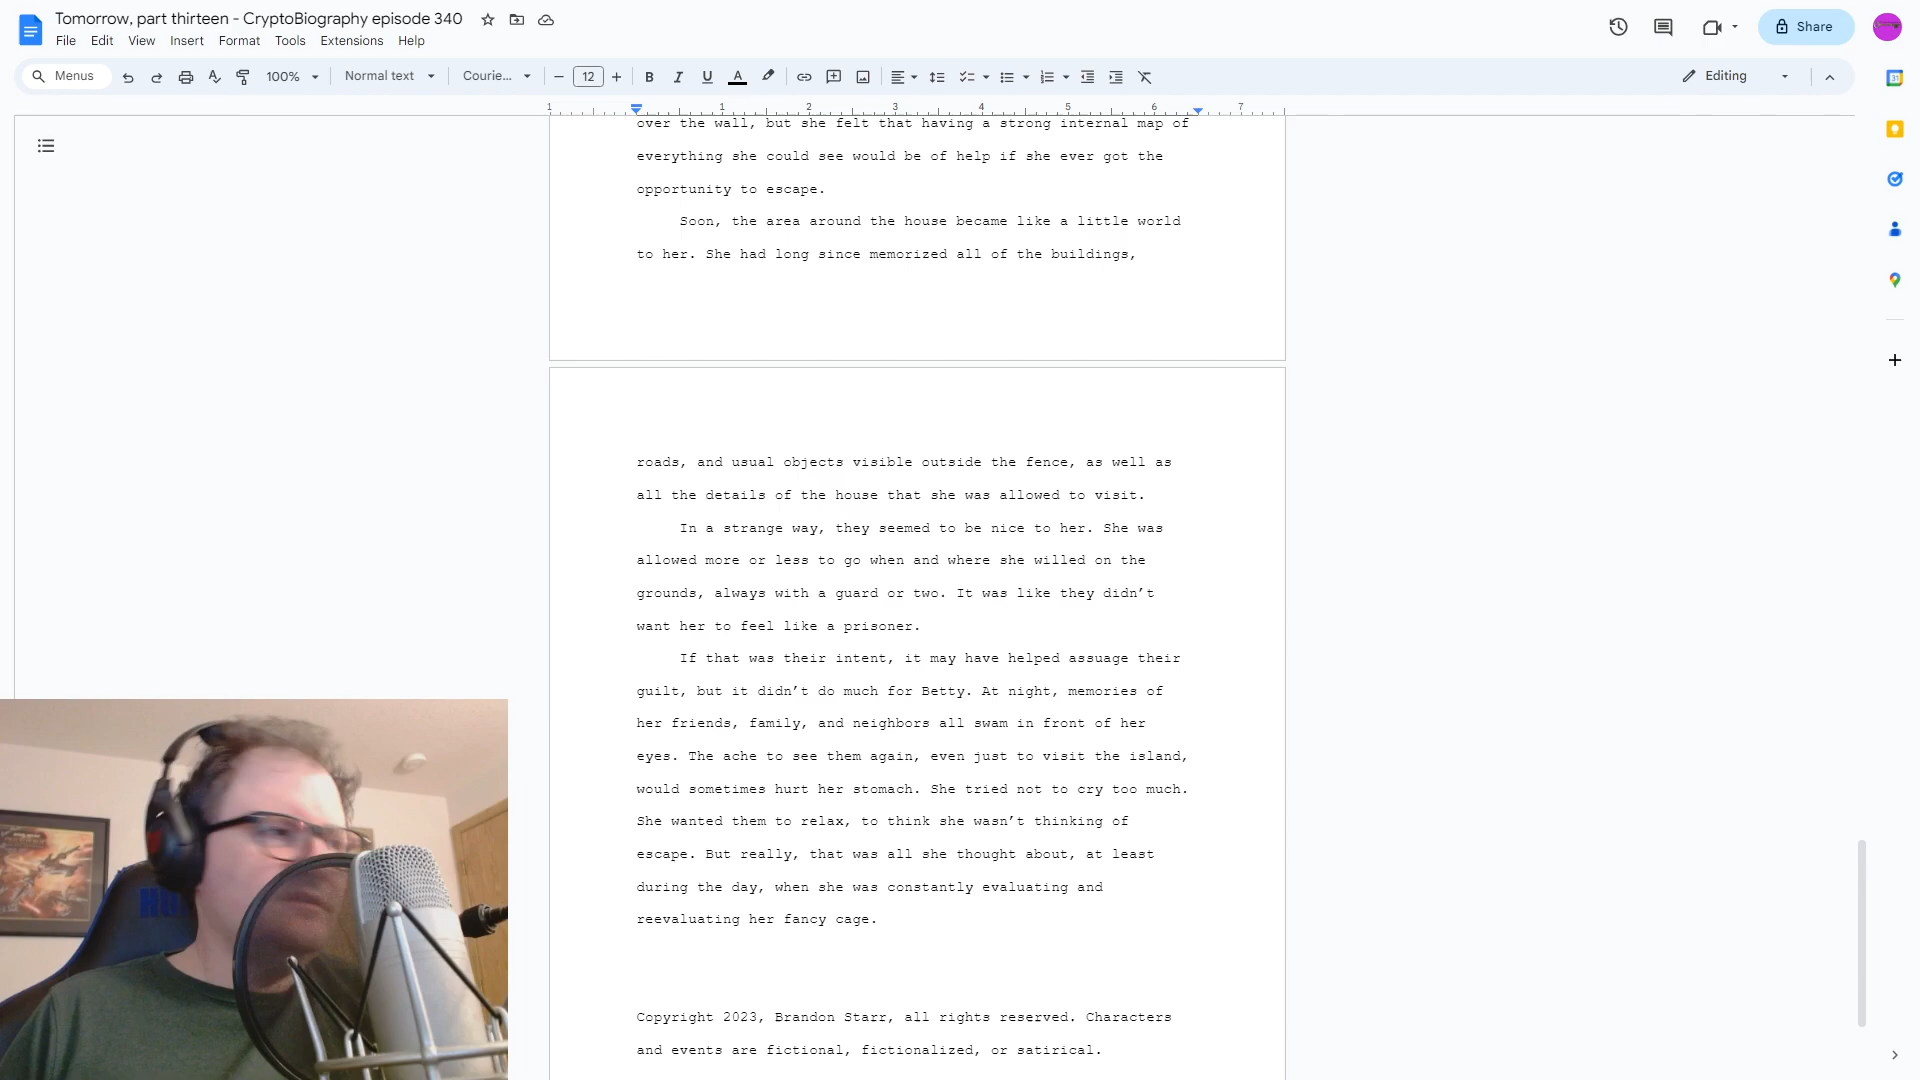 Tomorrow, part thirteen - CryptoBiography episode 340
File Edit View Insert Format Tools Extensions Help
Share
Menus 100% Normal text Courie... 12 Editing
1 1 2 3 4 5 6 7
over the wall, but she felt that having a strong internal map of
everything she could see would be of help if she ever got the
opportunity to escape.
Soon, the area around the house became like a little world
to her. She had long since memorized all of the buildings,
roads, and usual objects visible outside the fence, as well as
all the details of the house that she was allowed to visit.
In a strange way, they seemed to be nice to her. She was
allowed more or less to go when and where she willed on the
grounds, always with a guard or two. It was like they didn’t
want her to feel like a prisoner.
If that was their intent, it may have helped assuage their
guilt, but it didn’t do much for Betty. At night, memories of
her friends, family, and neighbors all swam in front of her
eyes. The ache to see them again, even just to visit the island,
would sometimes hurt her stomach. She tried not to cry too much.
She wanted them to relax, to think she wasn’t thinking of
escape. But really, that was all she thought about, at least
during the day, when she was constantly evaluating and
reevaluating her fancy cage.
Copyright 2023, Brandon Starr, all rights reserved. Characters
and events are fictional, fictionalized, or satirical.